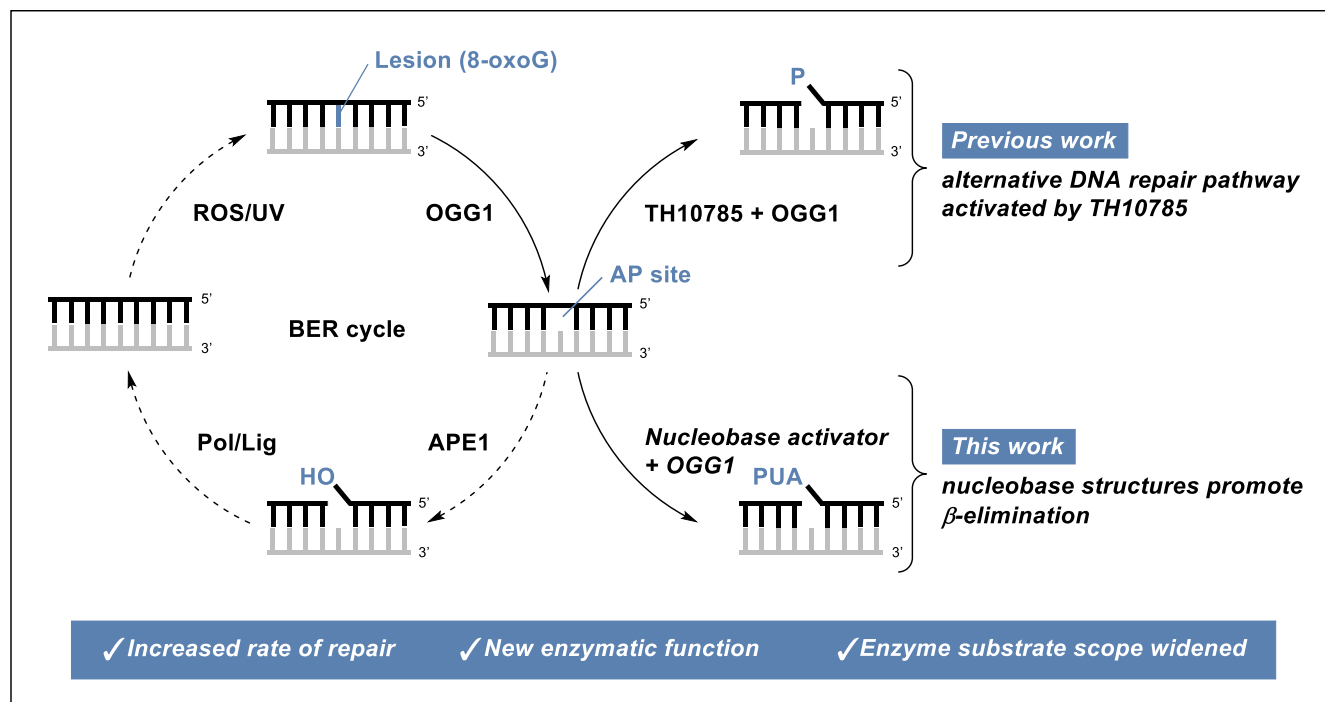 Lesion (8-oxoG)
5’
3’
P
5’
3’
Previous work
alternative DNA repair pathway
activated by TH10785
ROS/UV
OGG1
TH10785 + OGG1
AP site
5’
3’
BER cycle
5’
3’
Pol/Lig
APE1
Nucleobase activator
+ OGG1
HO
5’
3’
PUA
5’
3’
This work
nucleobase structures promote
β-elimination
✓ Increased rate of repair
✓ New enzymatic function
✓ Enzyme substrate scope widened